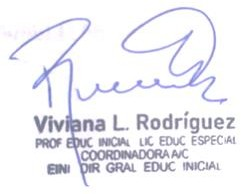 Viviana L. Rodríguez
PROF EDUC INICIAL LIC EDUC ESPECIAL
COORDINADORA A/C
EINI DIR GRAL EDUC INICIAL